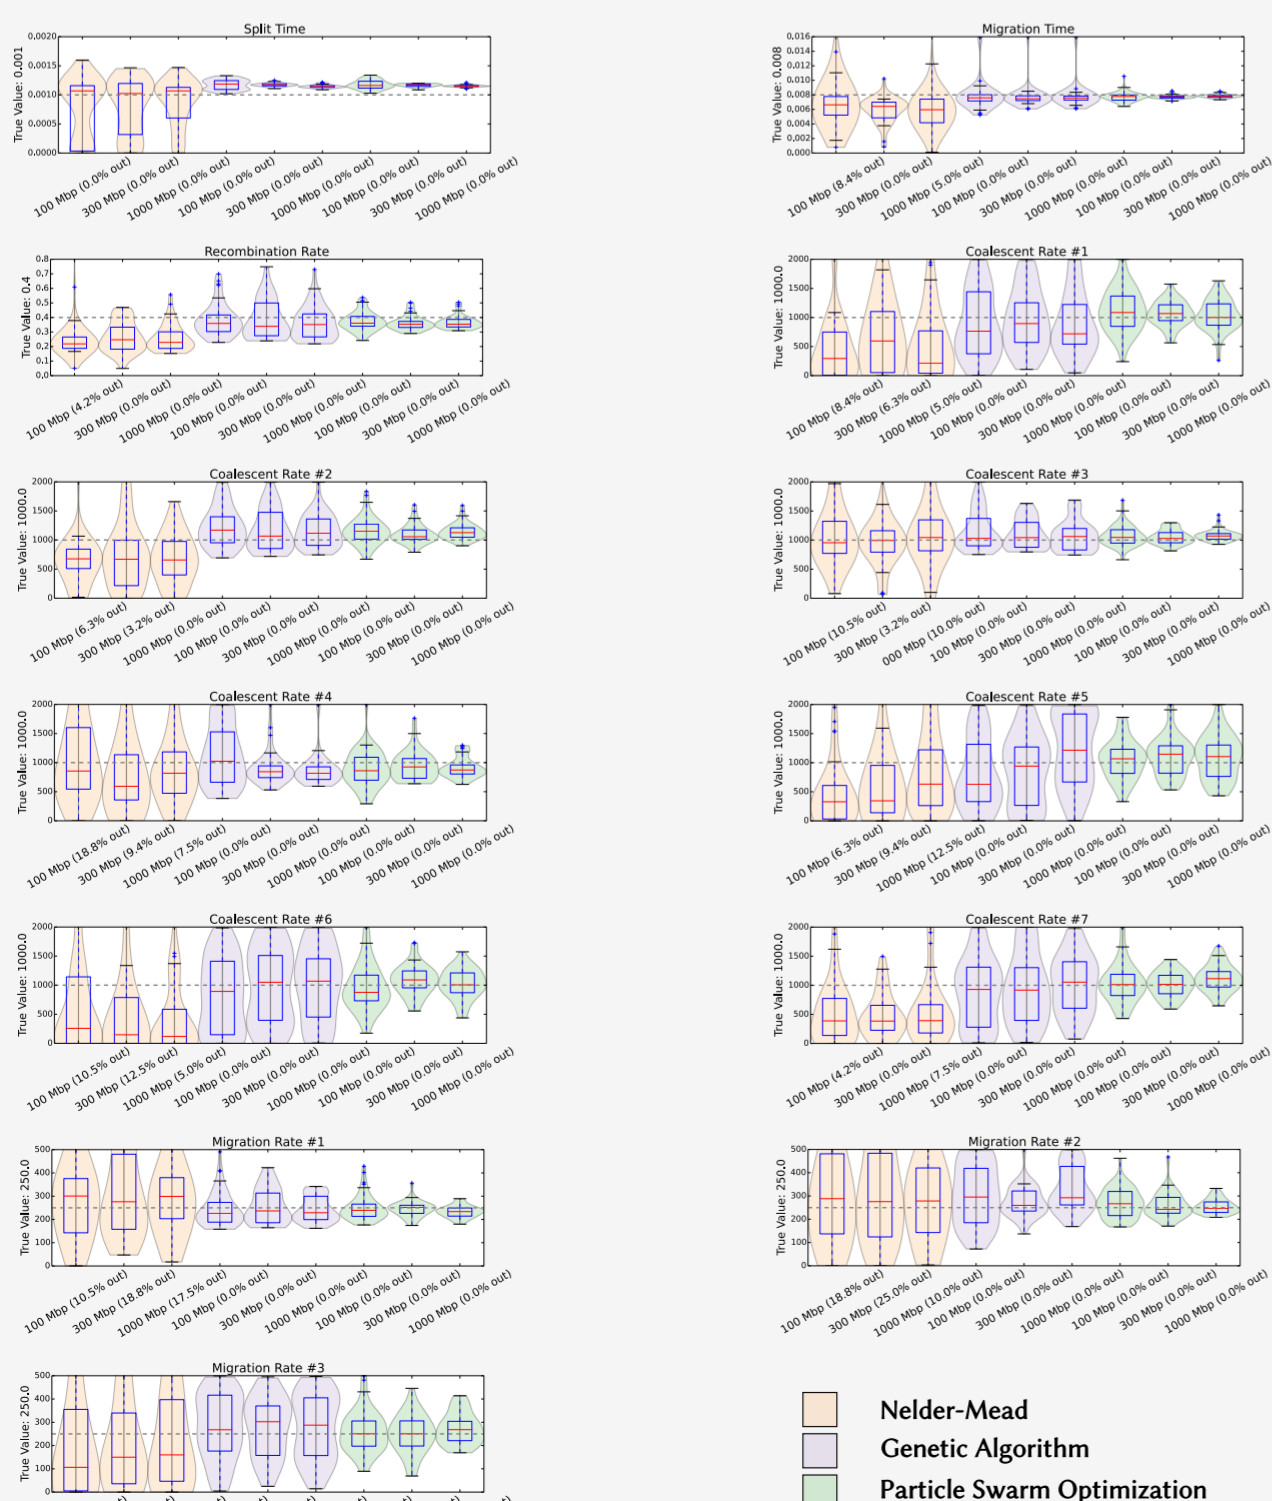 Split Time
True Value: 0.001
0.0020
0.0015
0.0010
0.0005
0.0000
100 Mbp (0.0% out)
300 Mbp (0.0% out)
1000 Mbp (0.0% out)
100 Mbp (0.0% out)
300 Mbp (0.0% out)
1000 Mbp (0.0% out)
100 Mbp (0.0% out)
300 Mbp (0.0% out)
1000 Mbp (0.0% out)
Migration Time
True Value: 0.008
0.016
0.014
0.012
0.010
0.008
0.006
0.004
0.002
0.000
100 Mbp (8.4% out)
300 Mbp (0.0% out)
1000 Mbp (5.0% out)
100 Mbp (0.0% out)
300 Mbp (0.0% out)
1000 Mbp (0.0% out)
100 Mbp (0.0% out)
300 Mbp (0.0% out)
1000 Mbp (0.0% out)
Recombination Rate
True Value: 0.4
0.8
0.7
0.6
0.5
0.4
0.3
0.2
0.1
0.0
100 Mbp (4.2% out)
300 Mbp (0.0% out)
1000 Mbp (0.0% out)
100 Mbp (0.0% out)
300 Mbp (0.0% out)
1000 Mbp (0.0% out)
100 Mbp (0.0% out)
300 Mbp (0.0% out)
1000 Mbp (0.0% out)
Coalescent Rate #1
True Value: 1000.0
2000
1500
1000
500
0
100 Mbp (8.4% out)
300 Mbp (6.3% out)
1000 Mbp (5.0% out)
100 Mbp (0.0% out)
300 Mbp (0.0% out)
1000 Mbp (0.0% out)
100 Mbp (0.0% out)
300 Mbp (0.0% out)
1000 Mbp (0.0% out)
Coalescent Rate #2
True Value: 1000.0
2000
1500
1000
500
0
100 Mbp (6.3% out)
300 Mbp (3.2% out)
1000 Mbp (0.0% out)
100 Mbp (0.0% out)
300 Mbp (0.0% out)
1000 Mbp (0.0% out)
100 Mbp (0.0% out)
300 Mbp (0.0% out)
1000 Mbp (0.0% out)
Coalescent Rate #3
True Value: 1000.0
2000
1500
1000
500
0
100 Mbp (10.5% out)
300 Mbp (3.2% out)
000 Mbp (10.0% out)
100 Mbp (0.0% out)
300 Mbp (0.0% out)
1000 Mbp (0.0% out)
100 Mbp (0.0% out)
300 Mbp (0.0% out)
1000 Mbp (0.0% out)
Coalescent Rate #4
True Value: 1000.0
2000
1500
1000
500
0
100 Mbp (18.8% out)
300 Mbp (9.4% out)
1000 Mbp (7.5% out)
100 Mbp (0.0% out)
300 Mbp (0.0% out)
1000 Mbp (0.0% out)
100 Mbp (0.0% out)
300 Mbp (0.0% out)
1000 Mbp (0.0% out)
Coalescent Rate #5
True Value: 1000.0
2000
1500
1000
500
0
100 Mbp (6.3% out)
300 Mbp (9.4% out)
1000 Mbp (12.5% out)
100 Mbp (0.0% out)
300 Mbp (0.0% out)
1000 Mbp (0.0% out)
100 Mbp (0.0% out)
300 Mbp (0.0% out)
1000 Mbp (0.0% out)
Coalescent Rate #6
True Value: 1000.0
2000
1500
1000
500
0
100 Mbp (10.5% out)
300 Mbp (12.5% out)
1000 Mbp (5.0% out)
100 Mbp (0.0% out)
300 Mbp (0.0% out)
1000 Mbp (0.0% out)
100 Mbp (0.0% out)
300 Mbp (0.0% out)
1000 Mbp (0.0% out)
Coalescent Rate #7
True Value: 1000.0
2000
1500
1000
500
0
100 Mbp (4.2% out)
300 Mbp (0.0% out)
1000 Mbp (7.5% out)
100 Mbp (0.0% out)
300 Mbp (0.0% out)
1000 Mbp (0.0% out)
100 Mbp (0.0% out)
300 Mbp (0.0% out)
1000 Mbp (0.0% out)
Migration Rate #1
True Value: 250.0
500
400
300
200
100
0
100 Mbp (10.5% out)
300 Mbp (18.8% out)
1000 Mbp (17.5% out)
100 Mbp (0.0% out)
300 Mbp (0.0% out)
1000 Mbp (0.0% out)
100 Mbp (0.0% out)
300 Mbp (0.0% out)
1000 Mbp (0.0% out)
Migration Rate #2
True Value: 250.0
500
400
300
200
100
0
100 Mbp (18.8% out)
300 Mbp (25.0% out)
1000 Mbp (10.0% out)
100 Mbp (0.0% out)
300 Mbp (0.0% out)
1000 Mbp (0.0% out)
100 Mbp (0.0% out)
300 Mbp (0.0% out)
1000 Mbp (0.0% out)
Migration Rate #3
True Value: 250.0
500
400
300
200
100
0
Nelder-Mead
Genetic Algorithm
Particle Swarm Optimization